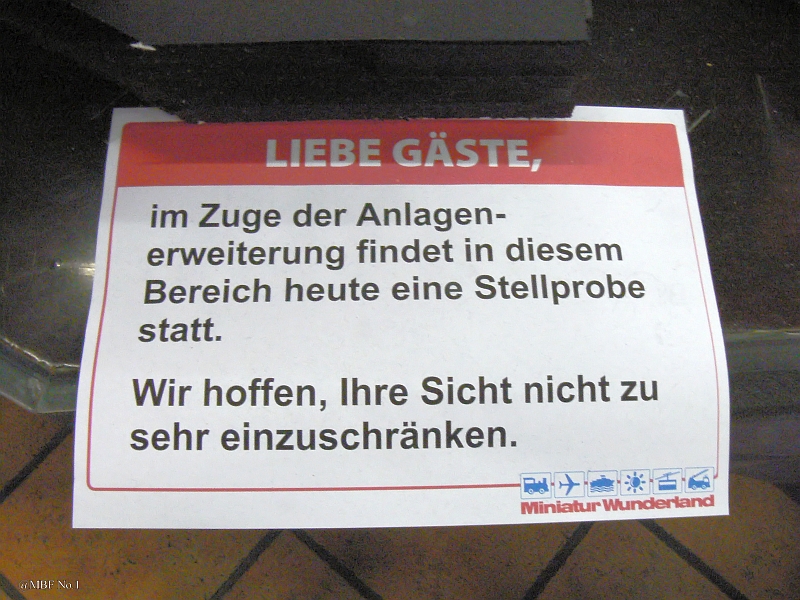 LIEBE GÄSTE,
im Zuge der Anlagen-
erweiterung findet in diesem
Bereich heute eine Stellprobe
statt.
Wir hoffen, Ihre Sicht nicht zu
sehr einzuschränken.
Miniatur Wunderland
MBF No 1